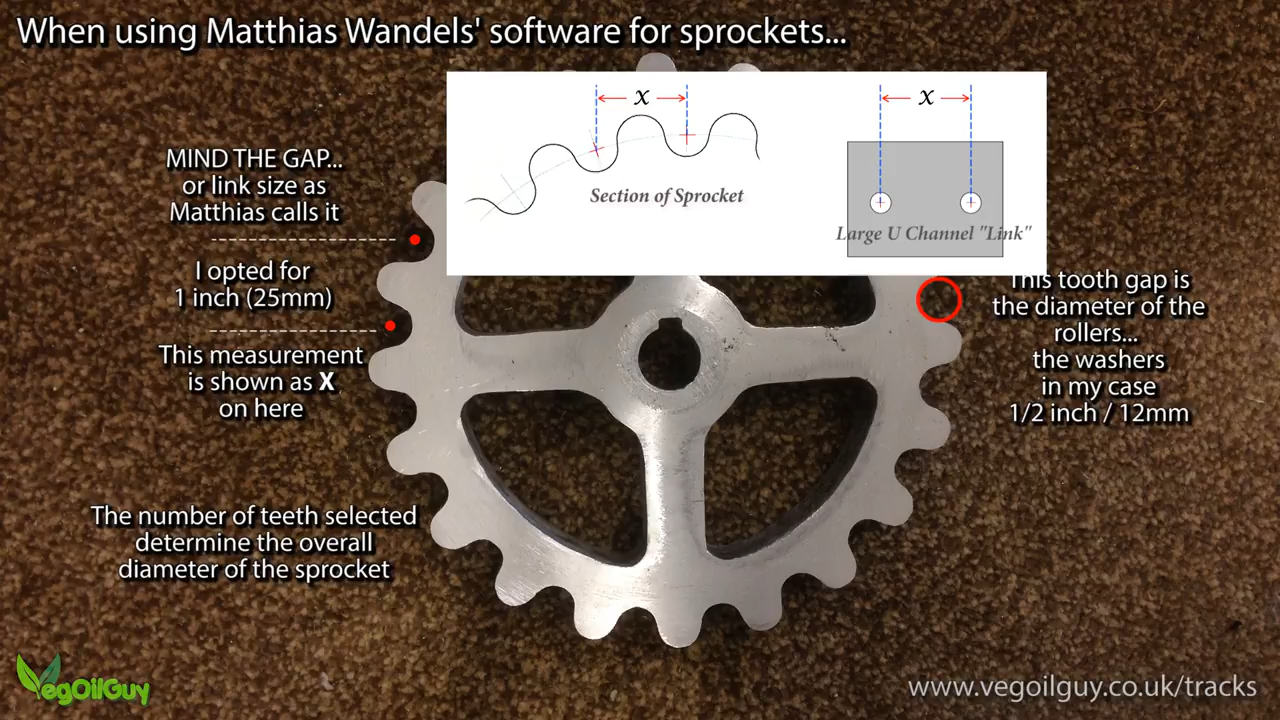 When using Matthias Wandels' software for sprockets...
x
x
Section of Sprocket
Large U Channel "Link"
MIND THE GAP...
or link size as
Matthias calls it
I opted for
1 inch (25mm)
This measurement
is shown as X
on here
This tooth gap is
the diameter of the
rollers...
the washers
in my case
1/2 inch / 12mm
The number of teeth selected
determine the overall
diameter of the sprocket
VegOilGuy
www.vegoilguy.co.uk/tracks